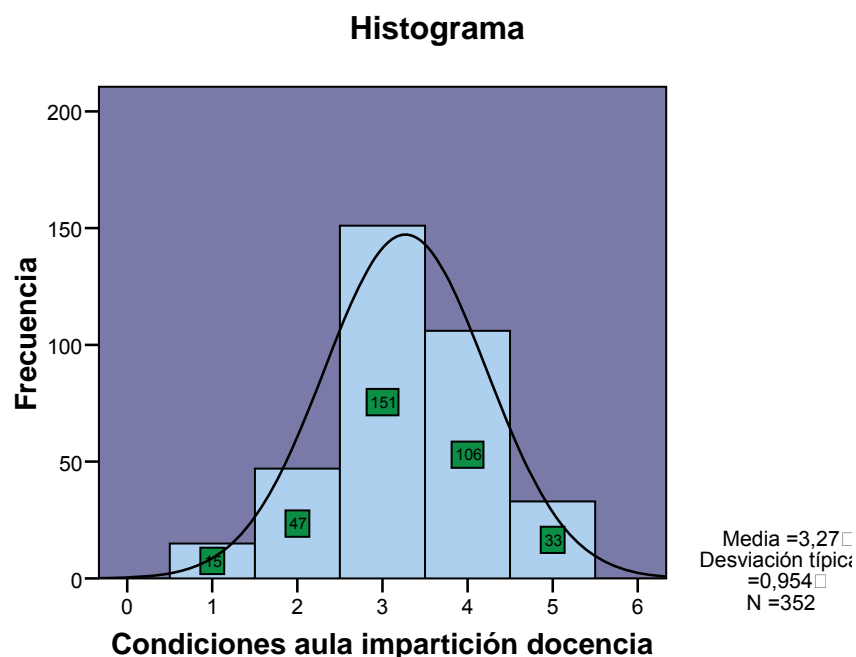 Histograma
200
150
100
50
0
Frecuencia
15
47
151
106
33
0 1 2 3 4 5 6
Condiciones aula impartición docencia
Media =3,27
Desviación típica
=0,954
N =352